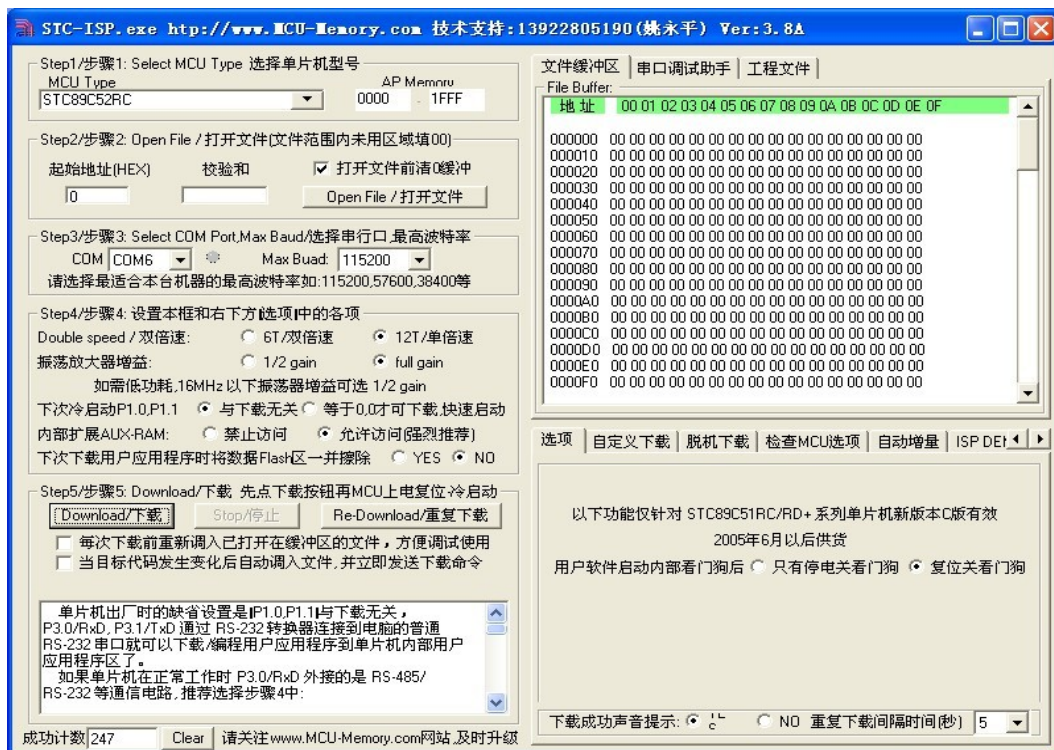 STC-ISP.exe http://www.MCU-Memory.com 技术支持:13922805190(姚永平) Ver:3.8A
Step1/步骤1: Select MCU Type 选择单片机型号
MCU Type AP Memory
STC89C52RC 0000 - 1FFF
Step2/步骤2: Open File / 打开文件(文件范围内未用区域填00)
起始地址(HEX) 校验和 打开文件前清0缓冲
0 Open File / 打开文件
Step3/步骤3: Select COM Port,Max Baud/选择串行口,最高波特率
COM COM6 Max Buad: 115200
请选择最适合本台机器的最高波特率如:115200,57600,38400等
Step4/步骤4: 设置本框和右下方'选项'中的各项
Double speed / 双倍速: 6T/双倍速 12T/单倍速
振荡放大器增益: 1/2 gain full gain
如需低功耗,16MHz 以下振荡器增益可选 1/2 gain
下次冷启动P1.0,P1.1 与下载无关 等于0,0才可下载,快速启动
内部扩展AUX-RAM: 禁止访问 允许访问(强烈推荐)
下次下载用户应用程序时将数据Flash区一并擦除 YES NO
Step5/步骤5: Download/下载 先点下载按钮再MCU上电复位-冷启动
Download/下载 Stop/停止 Re-Download/重复下载
每次下载前重新调入已打开在缓冲区的文件，方便调试使用
当目标代码发生变化后自动调入文件,并立即发送下载命令
单片机出厂时的缺省设置是'P1.0,P1.1'与下载无关，
P3.0/RxD, P3.1/TxD 通过 RS-232 转换器连接到电脑的普通
RS-232 串口就可以下载/编程用户应用程序到单片机内部用户
应用程序区了。
如果单片机在正常工作时 P3.0/RxD 外接的是 RS-485/
RS-232 等通信电路,推荐选择步骤4中:
成功计数 247 Clear 请关注www.MCU-Memory.com网站,及时升级
文件缓冲区 串口调试助手 工程文件
File Buffer:
地 址 00 01 02 03 04 05 06 07 08 09 0A 0B 0C 0D 0E 0F
000000 00 00 00 00 00 00 00 00 00 00 00 00 00 00 00 00
000010 00 00 00 00 00 00 00 00 00 00 00 00 00 00 00 00
000020 00 00 00 00 00 00 00 00 00 00 00 00 00 00 00 00
000030 00 00 00 00 00 00 00 00 00 00 00 00 00 00 00 00
000040 00 00 00 00 00 00 00 00 00 00 00 00 00 00 00 00
000050 00 00 00 00 00 00 00 00 00 00 00 00 00 00 00 00
000060 00 00 00 00 00 00 00 00 00 00 00 00 00 00 00 00
000070 00 00 00 00 00 00 00 00 00 00 00 00 00 00 00 00
000080 00 00 00 00 00 00 00 00 00 00 00 00 00 00 00 00
000090 00 00 00 00 00 00 00 00 00 00 00 00 00 00 00 00
0000A0 00 00 00 00 00 00 00 00 00 00 00 00 00 00 00 00
0000B0 00 00 00 00 00 00 00 00 00 00 00 00 00 00 00 00
0000C0 00 00 00 00 00 00 00 00 00 00 00 00 00 00 00 00
0000D0 00 00 00 00 00 00 00 00 00 00 00 00 00 00 00 00
0000E0 00 00 00 00 00 00 00 00 00 00 00 00 00 00 00 00
0000F0 00 00 00 00 00 00 00 00 00 00 00 00 00 00 00 00
选项 自定义下载 脱机下载 检查MCU选项 自动增量 ISP
以下功能仅针对 STC89C51RC/RD+ 系列单片机新版本C版有效
2005年6月以后供货
用户软件启动内部看门狗后 只有停电关看门狗 复位关看门狗
下载成功声音提示: NO 重复下载间隔时间(秒) 5